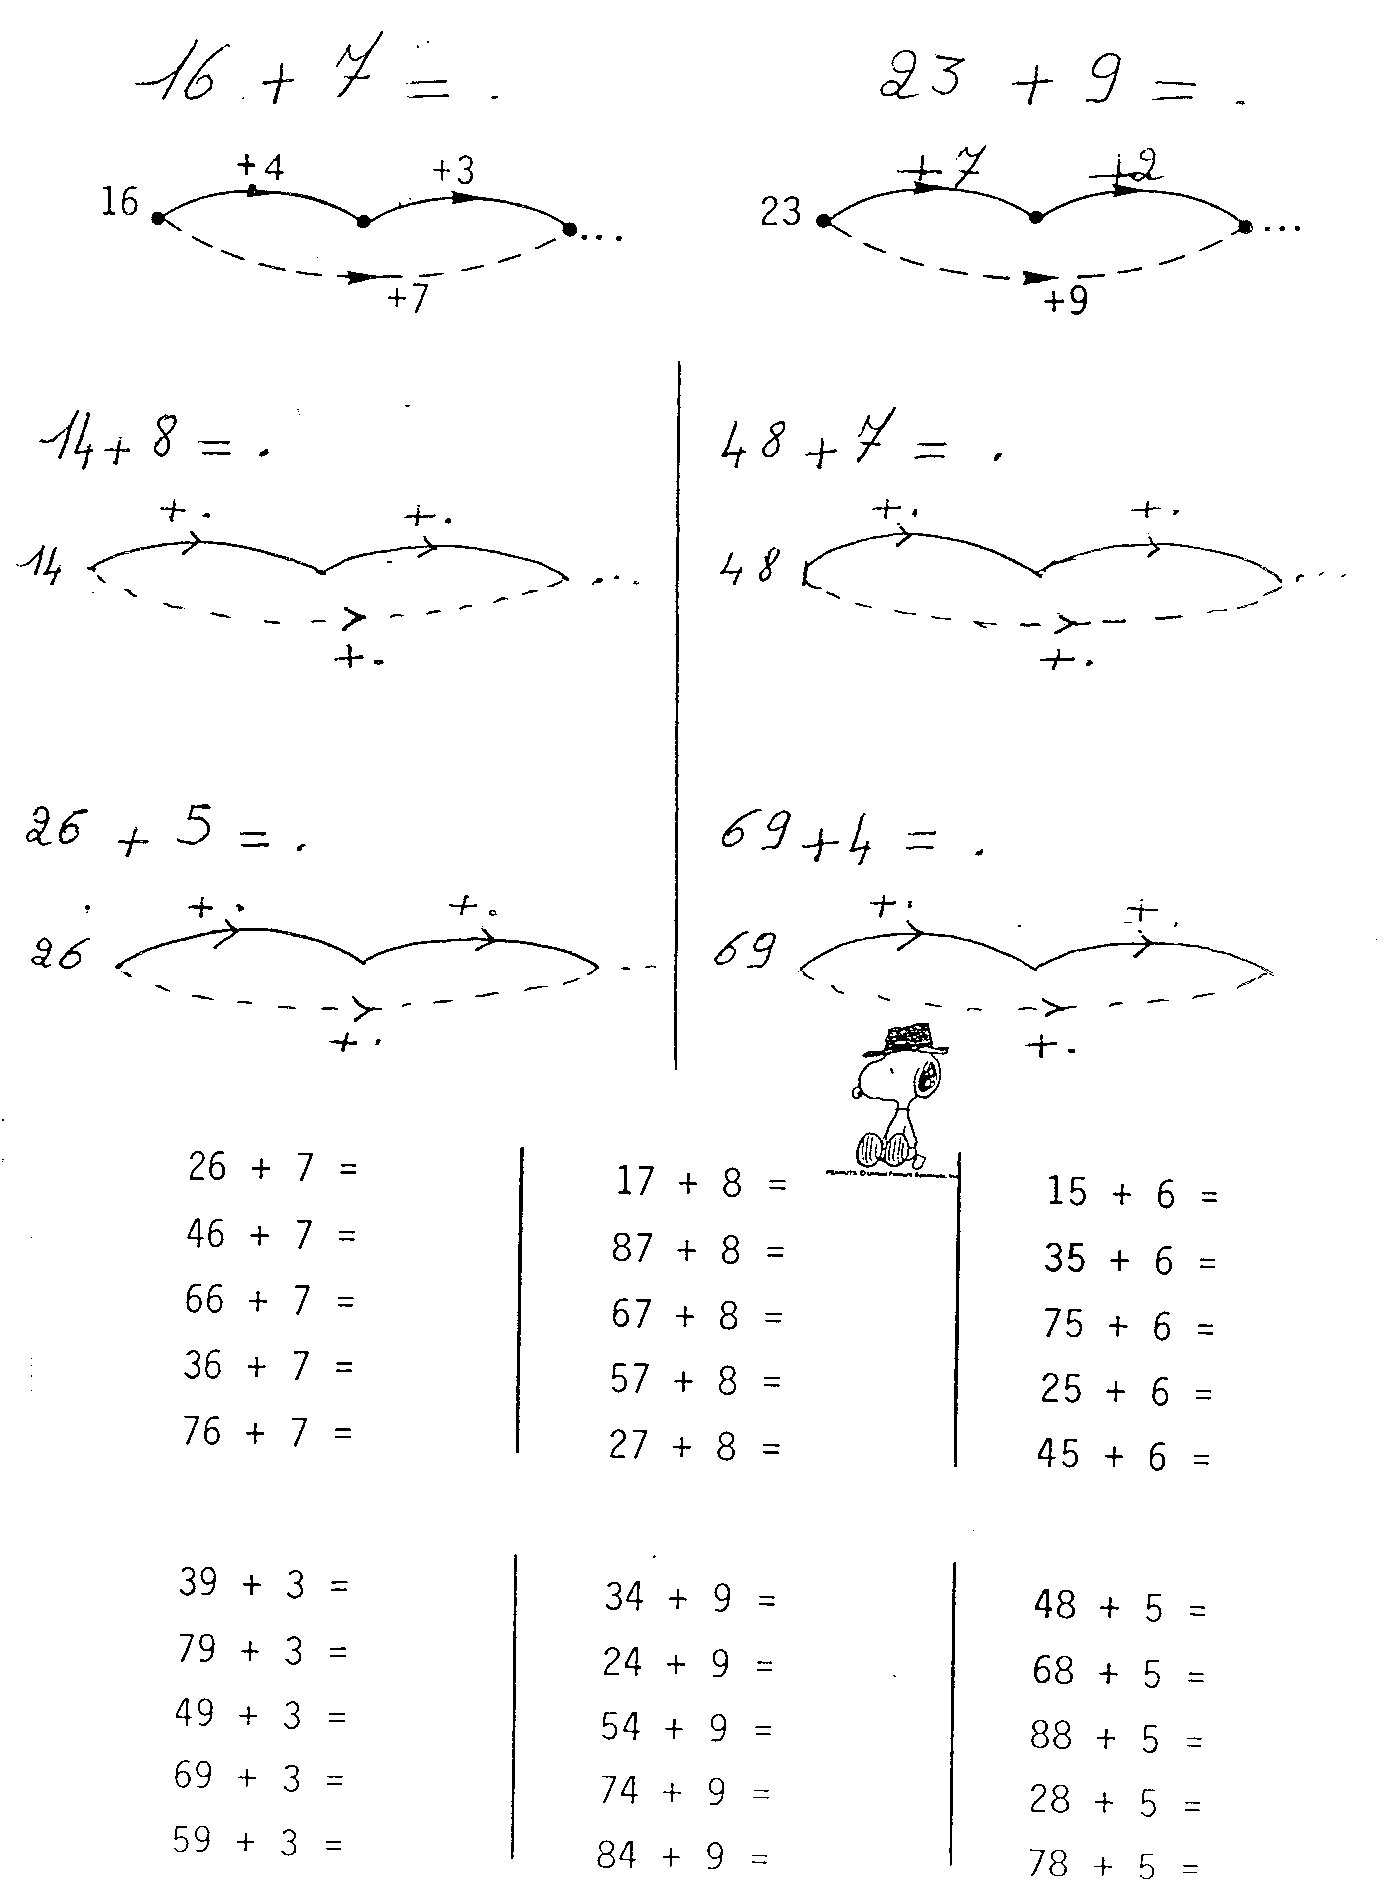 16 + 7 = .
23 + 9 = .
+4 +3
16 ...
+7
+7 +2
23 ...
+9
14 + 8 = .
48 + 7 = .
+. +.
14 ...
+.
+. +.
48 ....
+.
26 + 5 = .
69 + 4 = .
+. +.
26 ...
+.
+. +.
69
+.
26 + 7 =
46 + 7 =
66 + 7 =
36 + 7 =
76 + 7 =
17 + 8 =
87 + 8 =
67 + 8 =
57 + 8 =
27 + 8 =
15 + 6 =
35 + 6 =
75 + 6 =
25 + 6 =
45 + 6 =
39 + 3 =
79 + 3 =
49 + 3 =
69 + 3 =
59 + 3 =
34 + 9 =
24 + 9 =
54 + 9 =
74 + 9 =
84 + 9 =
48 + 5 =
68 + 5 =
88 + 5 =
28 + 5 =
78 + 5 =